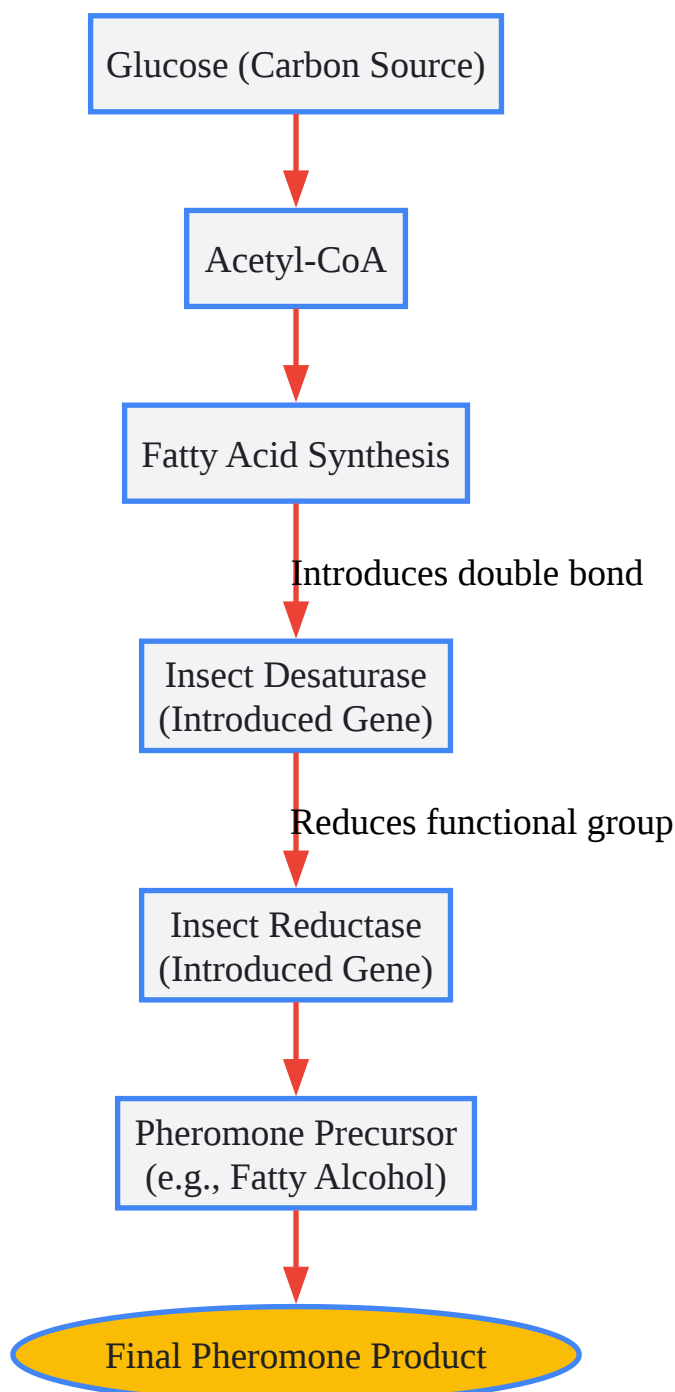 Glucose (Carbon Source)
Acetyl-CoA
Fatty Acid Synthesis
Introduces double bond
Insect Desaturase
(Introduced Gene)
Reduces functional group
Insect Reductase
(Introduced Gene)
Pheromone Precursor
(e.g., Fatty Alcohol)
Final Pheromone Product